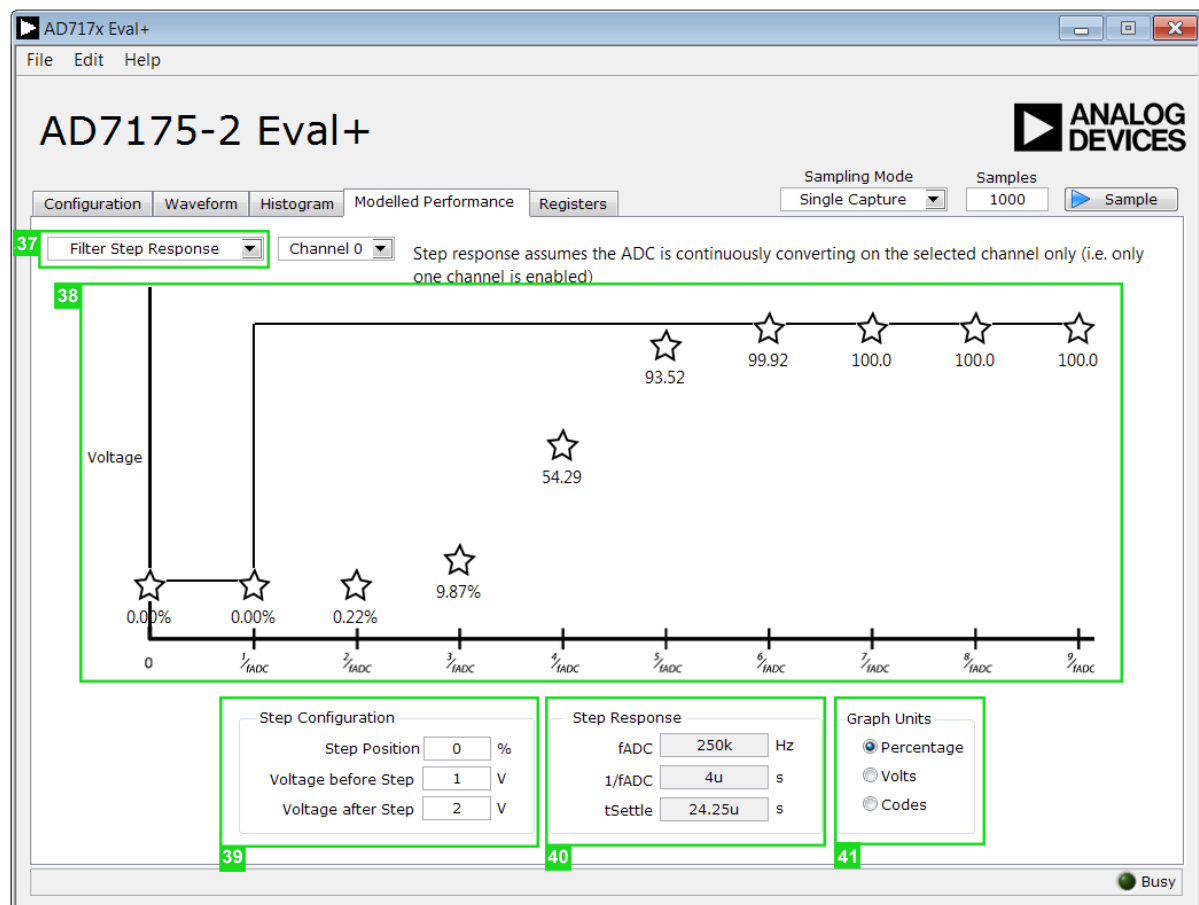 AD717x Eval+
File Edit Help
AD7175-2 Eval+
ANALOG
DEVICES
Sampling Mode
Samples
Configuration
Waveform
Histogram
Modelled Performance
Registers
Single Capture
1000
Sample
37
Filter Step Response
Channel 0
Step response assumes the ADC is continuously converting on the selected channel only (i.e. only
one channel is enabled)
38
Voltage
0.00%
0.00%
0.22%
9.87%
54.29
93.52
99.92
100.0
100.0
100.0
0
1/fADC
2/fADC
3/fADC
4/fADC
5/fADC
6/fADC
7/fADC
8/fADC
9/fADC
Step Configuration
Step Position 0 %
Voltage before Step 1 V
Voltage after Step 2 V
39
Step Response
fADC 250k Hz
1/fADC 4u s
tSettle 24.25u s
40
Graph Units
Percentage
Volts
Codes
41
Busy